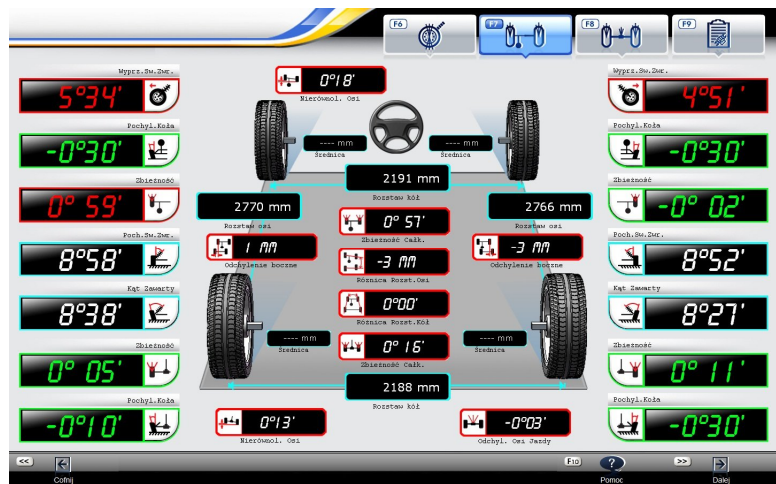 F6 F7 F8 F9
Wyprz.Sw.Zwr.
5°34'
Pochyl.Koła
-0°30'
Zbieżność
0° 59'
Poch.Sw.Zwr.
8°58'
Kąt Zawarty
8°38'
Zbieżność
0° 05'
Pochyl.Koła
-0°10'
0°18'
Nierównol. Osi
---- mm
Średnica
---- mm
Średnica
2191 mm
Rozstaw kół
2770 mm
Rozstaw osi
2766 mm
Rozstaw osi
0° 57'
Zbieżność Całk.
1 MM
Odchylenie boczne
-3 MM
Odchylenie boczne
-3 MM
Różnica Rozst.Osi
0°00'
Różnica Rozst.Kół
---- mm
Średnica
---- mm
Średnica
0° 16'
Zbieżność Całk.
2188 mm
Rozstaw kół
0°13'
Nierównol. Osi
-0°03'
Odchyl. Osi Jazdy
Wyprz.Sw.Zwr.
4°51'
Pochyl.Koła
-0°30'
Zbieżność
-0° 02'
Poch.Sw.Zwr.
8°52'
Kąt Zawarty
8°27'
Zbieżność
0° 11'
Pochyl.Koła
-0°30'
<< Cofnij
F10 ? Pomoc
>> Dalej